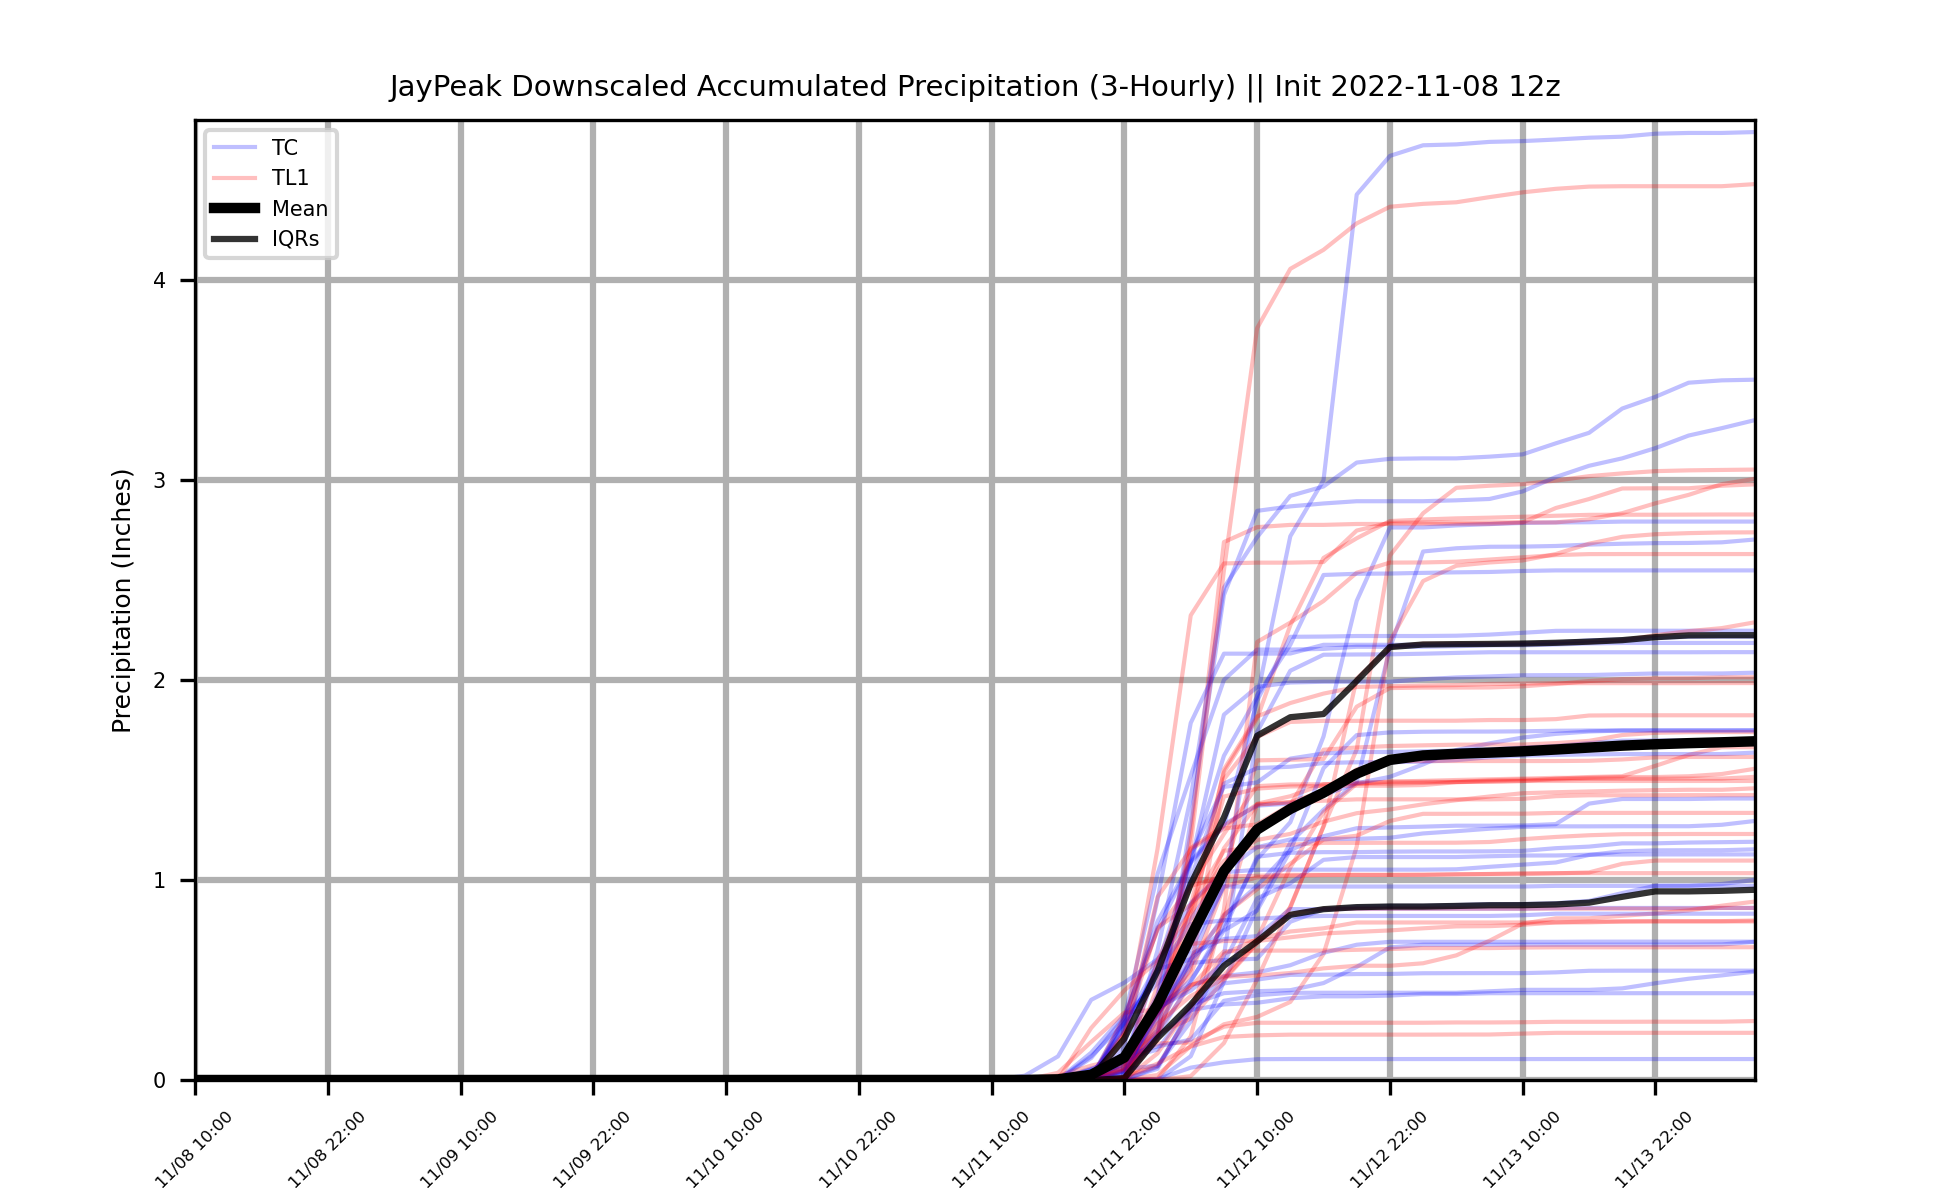 JayPeak Downscaled Accumulated Precipitation (3-Hourly) || Init 2022-11-08 12z
TC
TL1
Mean
IQRs
Precipitation (Inches)
4
3
2
1
0
11/08 10:00
11/08 22:00
11/09 10:00
11/09 22:00
11/10 10:00
11/10 22:00
11/11 10:00
11/11 22:00
11/12 10:00
11/12 22:00
11/13 10:00
11/13 22:00